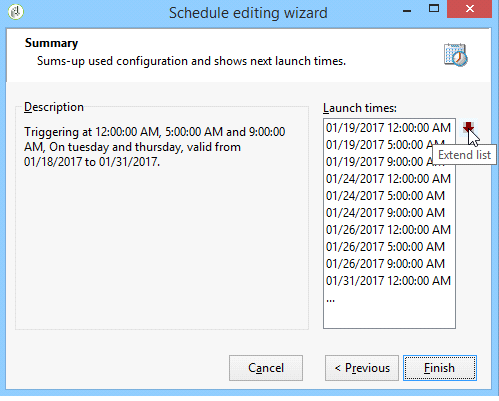 Schedule editing wizard
Summary
Sums-up used configuration and shows next launch times.
Description
Triggering at 12:00:00 AM, 5:00:00 AM and 9:00:00
AM, On tuesday and thursday, valid from
01/18/2017 to 01/31/2017.
Launch times:
01/19/2017 12:00:00 AM
01/19/2017 5:00:00 AM
01/19/2017 9:00:00 AM
01/24/2017 12:00:00 AM
01/24/2017 5:00:00 AM
01/24/2017 9:00:00 AM
01/26/2017 12:00:00 AM
01/26/2017 5:00:00 AM
01/26/2017 9:00:00 AM
01/31/2017 12:00:00 AM
...
Extend list
Cancel
< Previous
Finish